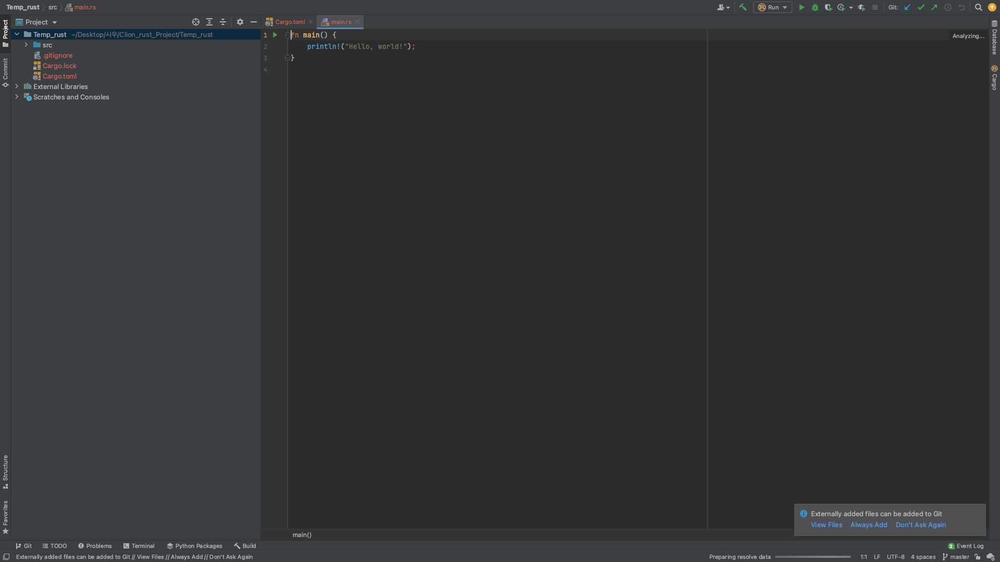 Temp_rust src main.rs
Run
Git:
Project
Cargo.toml
main.rs
Temp_rust ~/Desktop/시우/Clion_rust_Project/Temp_rust
src
.gitignore
Cargo.lock
Cargo.toml
External Libraries
Scratches and Consoles
Project
Commit
Structure
Favorites
1 fn main() {
2 println!("Hello, world!");
3 }
4
Analyzing...
Database
Cargo
Externally added files can be added to Git
View Files Always Add Don't Ask Again
main()
Git TODO Problems Terminal Python Packages Build
2 Event Log
Externally added files can be added to Git // View Files // Always Add // Don't Ask Again
Preparing resolve data 1:1 LF UTF-8 4 spaces master